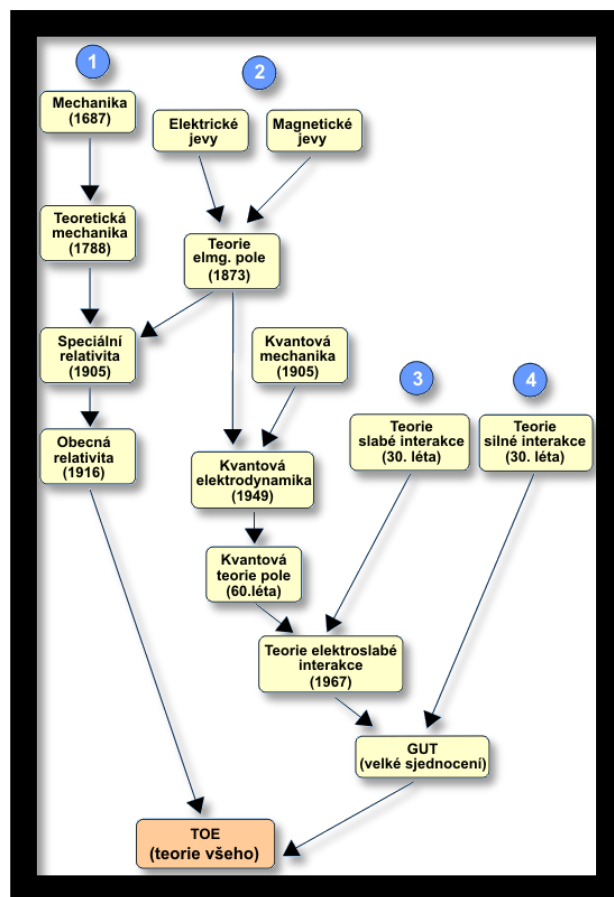 1
2
Mechanika
(1687)
Elektrické
jevy
Magnetické
jevy
Teoretická
mechanika
(1788)
Teorie
elmg. pole
(1873)
Speciální
relativita
(1905)
Kvantová
mechanika
(1905)
3
4
Obecná
relativita
(1916)
Teorie
slabé interakce
(30. léta)
Teorie
silné interakce
(30. léta)
Kvantová
elektrodynamika
(1949)
Kvantová
teorie pole
(60.léta)
Teorie elektroslabé
interakce
(1967)
GUT
(velké sjednocení)
TOE
(teorie všeho)